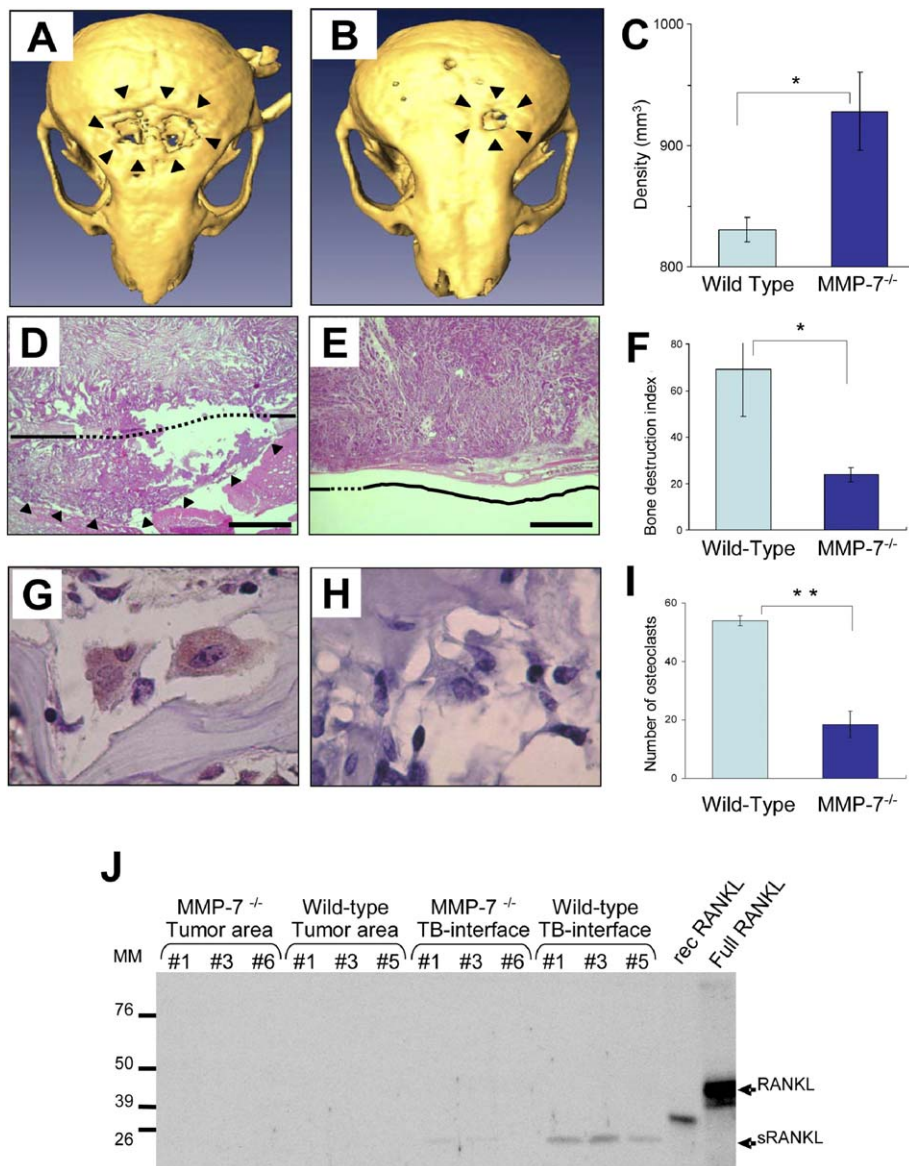 A
B
C
Density (mm³)
1000
900
800
*
Wild Type
MMP-7-/-
D
E
F
Bone destruction index
80
60
40
20
0
*
Wild-Type
MMP-7-/-
G
H
I
Number of osteoclasts
60
40
20
0
* *
Wild-Type
MMP-7-/-
J
MMP-7 -/-
Tumor area
Wild-type
Tumor area
MMP-7 -/-
TB-interface
Wild-type
TB-interface
rec RANKL
Full RANKL
MM
#1 #3 #6 #1 #3 #5 #1 #3 #6 #1 #3 #5
76
50
39
26
RANKL
sRANKL